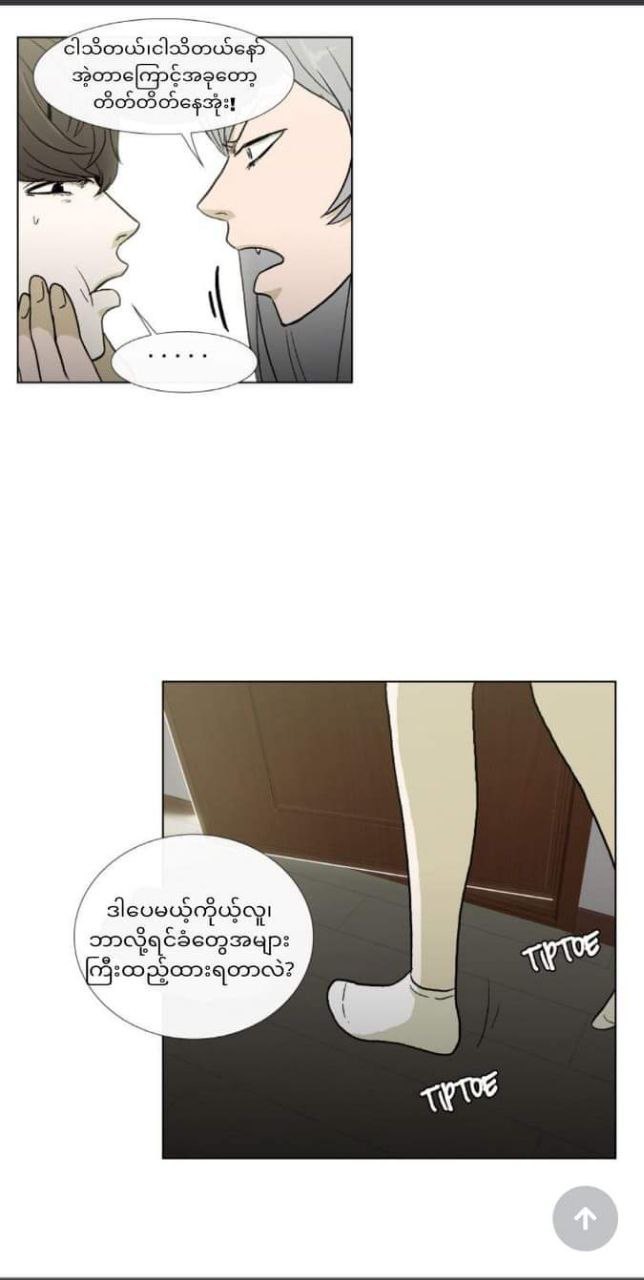 ငါသိတယ်၊ငါသိတယ်နော်
အဲ့တာကြောင့်အခုတော့
တိတ်တိတ်နေအုံး!
.....
ဒါပေမယ့်ကိုယ့်လူ၊
ဘာလို့ရင်ခံတွေအများ
ကြီးထည့်ထားရတာလဲ?
TIPTOE
TIPTOE